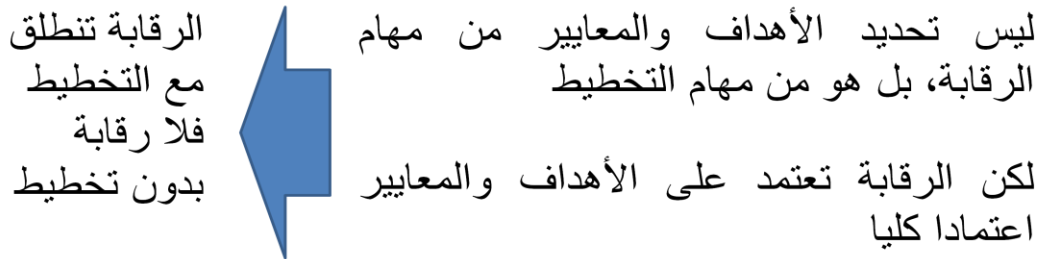 ليس تحديد الأهداف والمعايير من مهام
الرقابة، بل هو من مهام التخطيط
لكن الرقابة تعتمد على الأهداف والمعايير
اعتمادا كليا
الرقابة تنطلق
مع التخطيط
فلا رقابة
بدون تخطيط